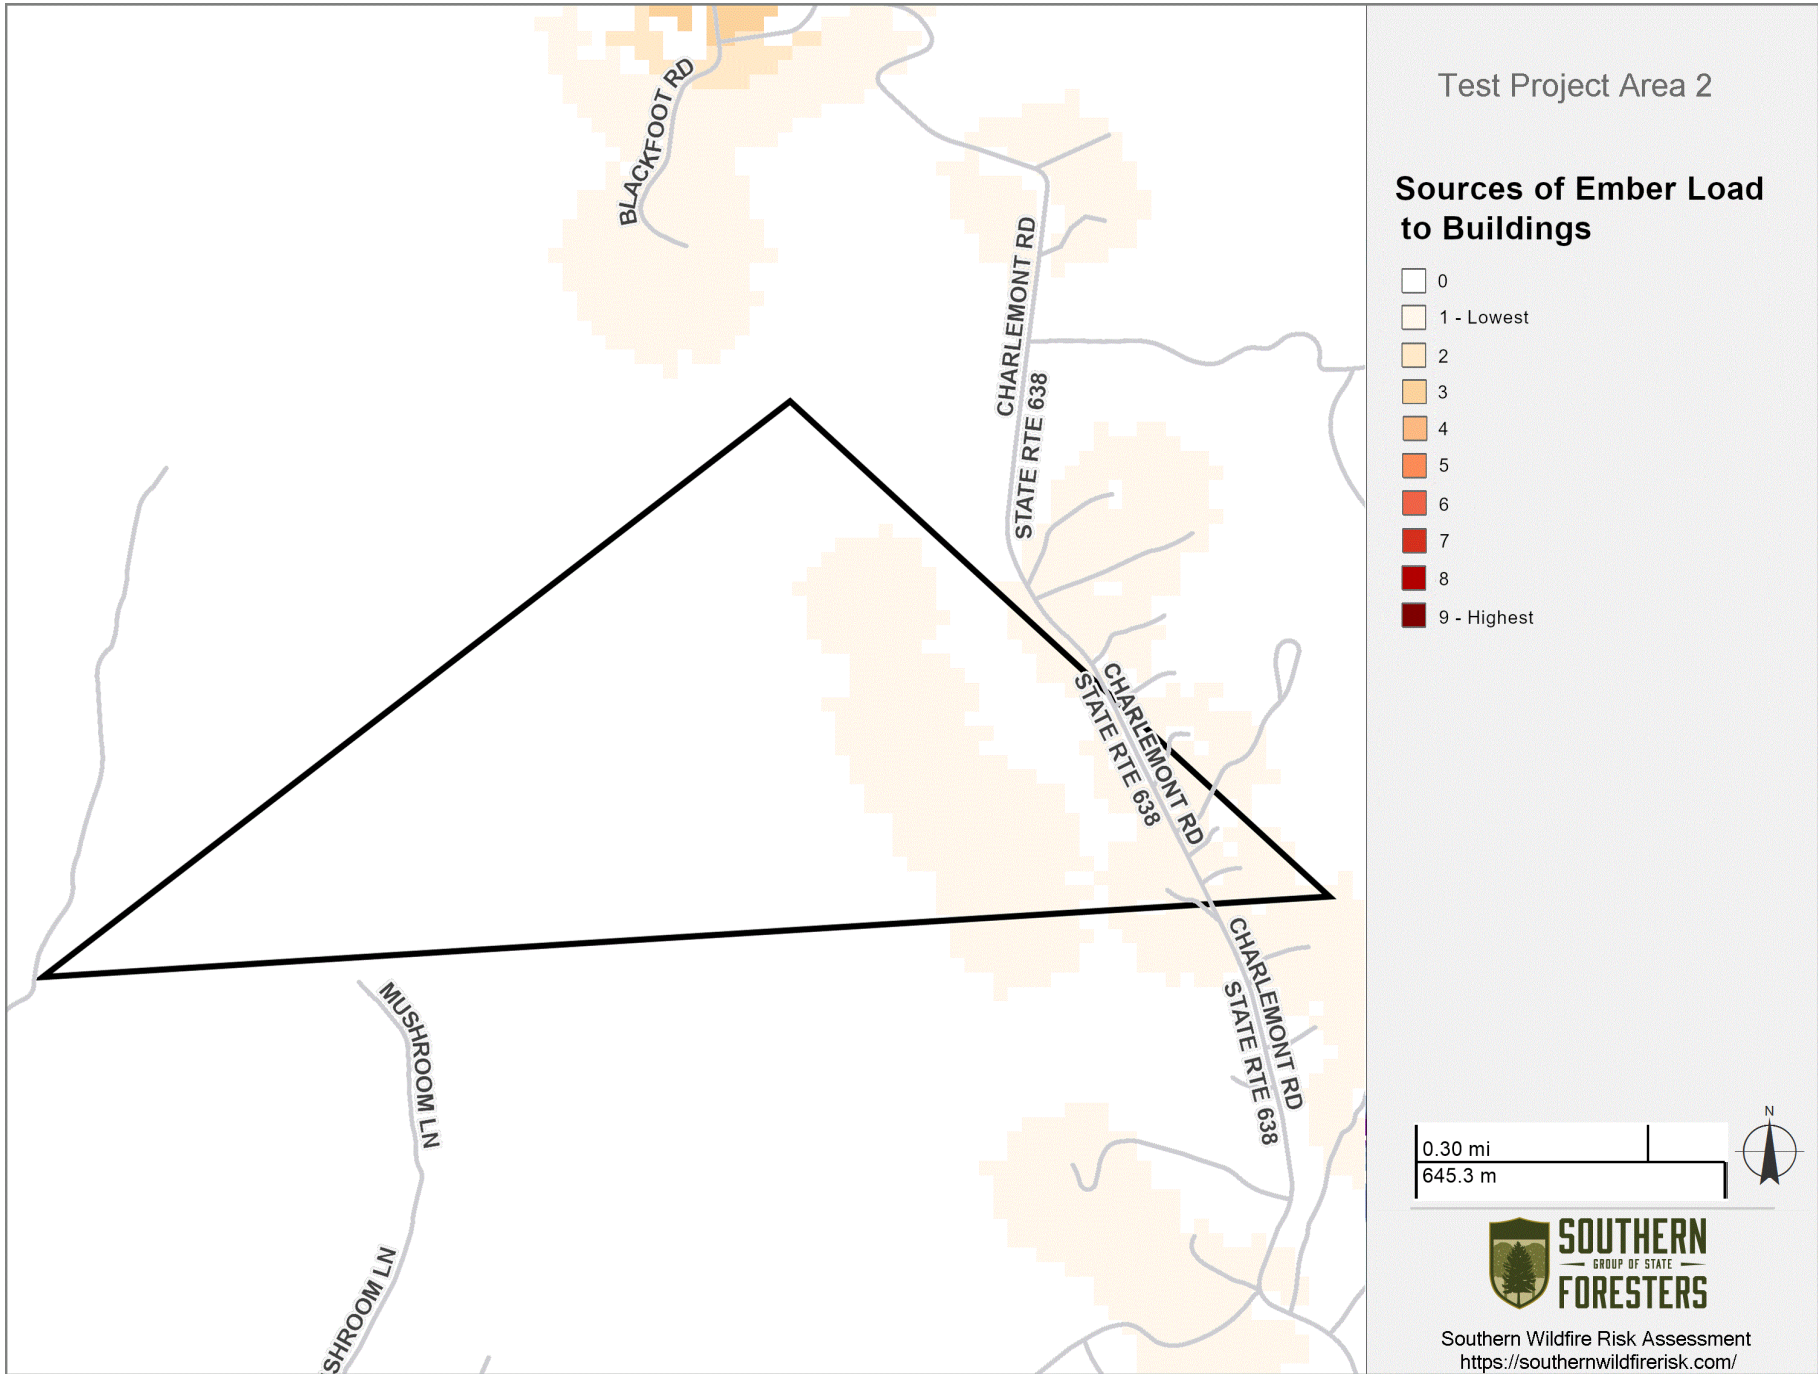 Test Project Area 2
Sources of Ember Load
to Buildings
0
1 - Lowest
2
3
4
5
6
7
8
9 - Highest
BLACKFOOT RD
CHARLEMONT RD
STATE RTE 638
CHARLEMONT RD
STATE RTE 638
CHARLEMONT RD
STATE RTE 638
MUSHROOM LN
SHROOM LN
0.30 mi
645.3 m
N
SOUTHERN
GROUP OF STATE
FORESTERS
Southern Wildfire Risk Assessment
https://southernwildfirerisk.com/